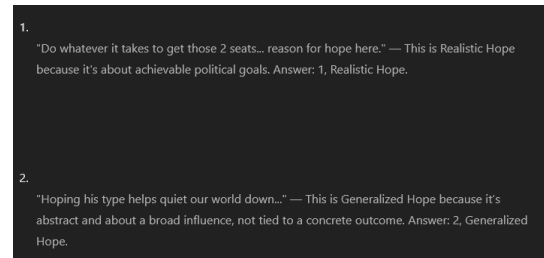 1.
"Do whatever it takes to get those 2 seats... reason for hope here." — This is Realistic Hope
because it's about achievable political goals. Answer: 1, Realistic Hope.
2.
"Hoping his type helps quiet our world down..." — This is Generalized Hope because it's
abstract and about a broad influence, not tied to a concrete outcome. Answer: 2, Generalized
Hope.